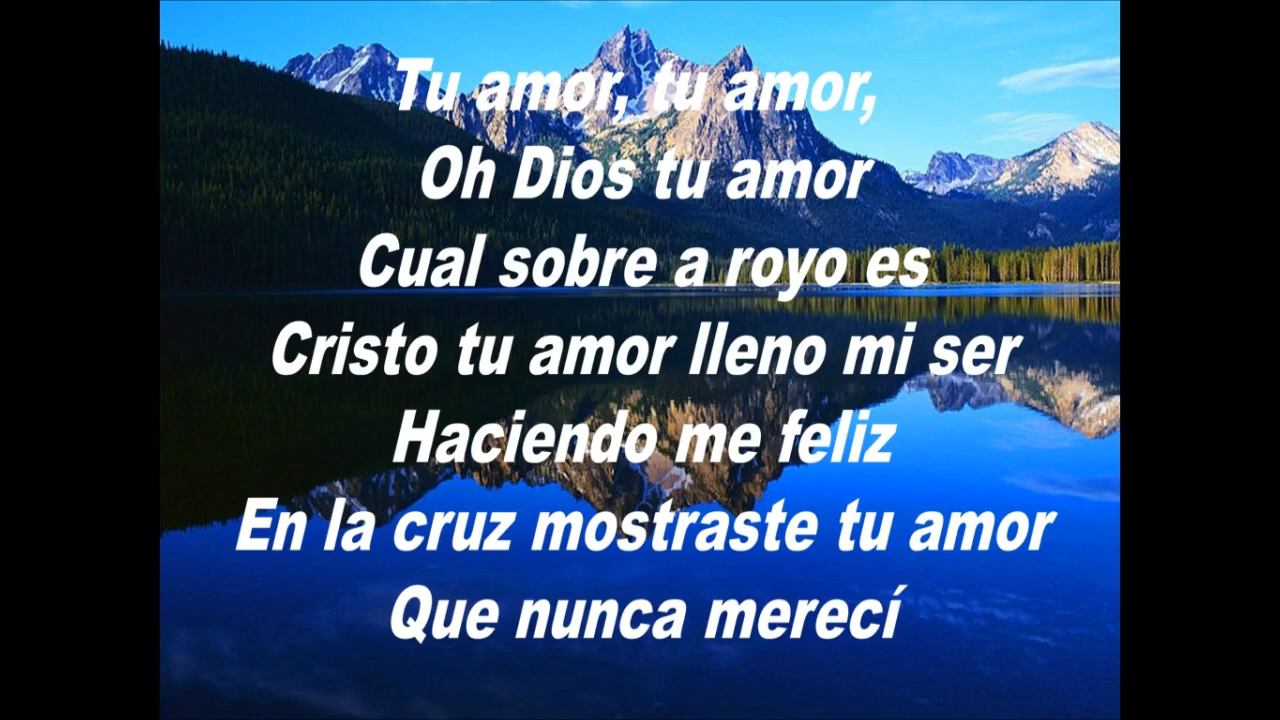 Tu amor, tu amor,
Oh Dios tu amor
Cual sobre a royo es
Cristo tu amor lleno mi ser
Haciendo me feliz
En la cruz mostraste tu amor
Que nunca merecí